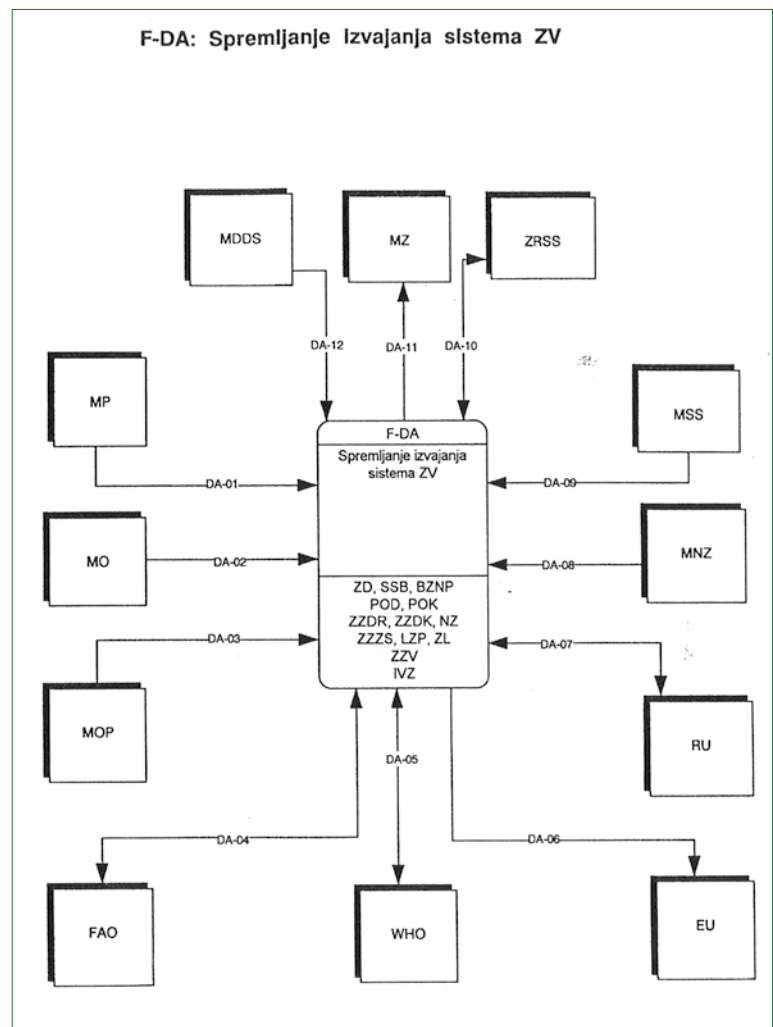 F-DA: Spremljanje izvajanja sistema ZV
MDDS
MZ
ZRSS
DA-12
DA-11
DA-10
MP
MSS
F-DA
Spremljanje izvajanja
sistema ZV
DA-01
DA-09
MO
DA-02
DA-08
MNZ
ZD, SSB, BZNP
POD, POK
ZZDR, ZZDK, NZ
ZZZS, LZP, ZL
ZZV
IVZ
DA-03
DA-07
MOP
RU
DA-05
DA-04
DA-06
FAO
WHO
EU